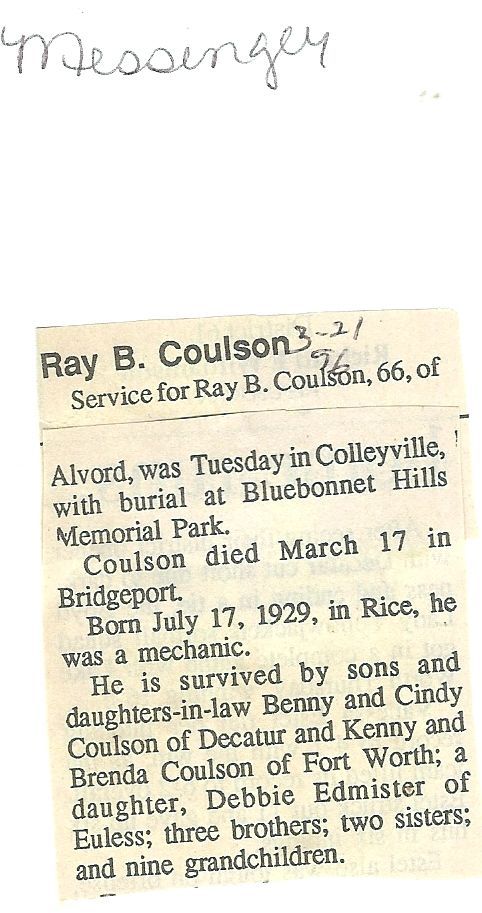 Messinger
3-21
96
Ray B. Coulson
Service for Ray B. Coulson, 66, of
Alvord, was Tuesday in Colleyville,
with burial at Bluebonnet Hills
Memorial Park.
Coulson died March 17 in
Bridgeport.
Born July 17, 1929, in Rice, he
was a mechanic.
He is survived by sons and
daughters-in-law Benny and Cindy
Coulson of Decatur and Kenny and
Brenda Coulson of Fort Worth; a
daughter, Debbie Edmister of
Euless; three brothers; two sisters;
and nine grandchildren.